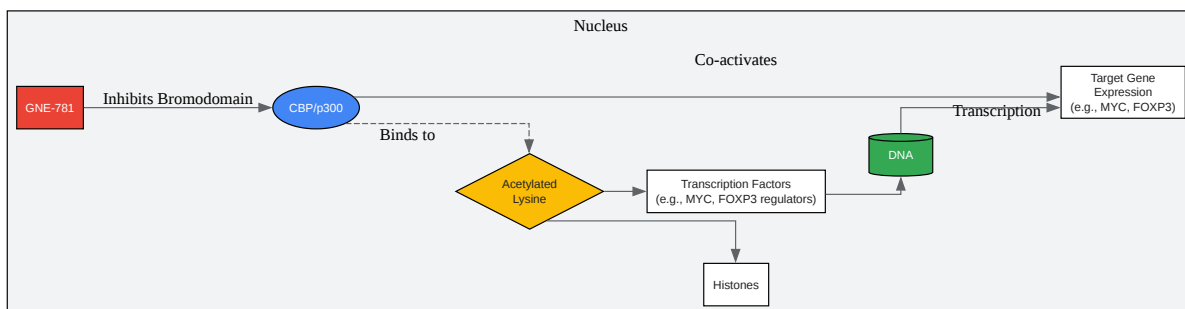 Nucleus
Co-activates
GNE-781
Inhibits Bromodomain
CBP/p300
Target Gene
Expression
(e.g., MYC, FOXP3)
Transcription
Binds to
DNA
Acetylated
Lysine
Transcription Factors
(e.g., MYC, FOXP3 regulators)
Histones